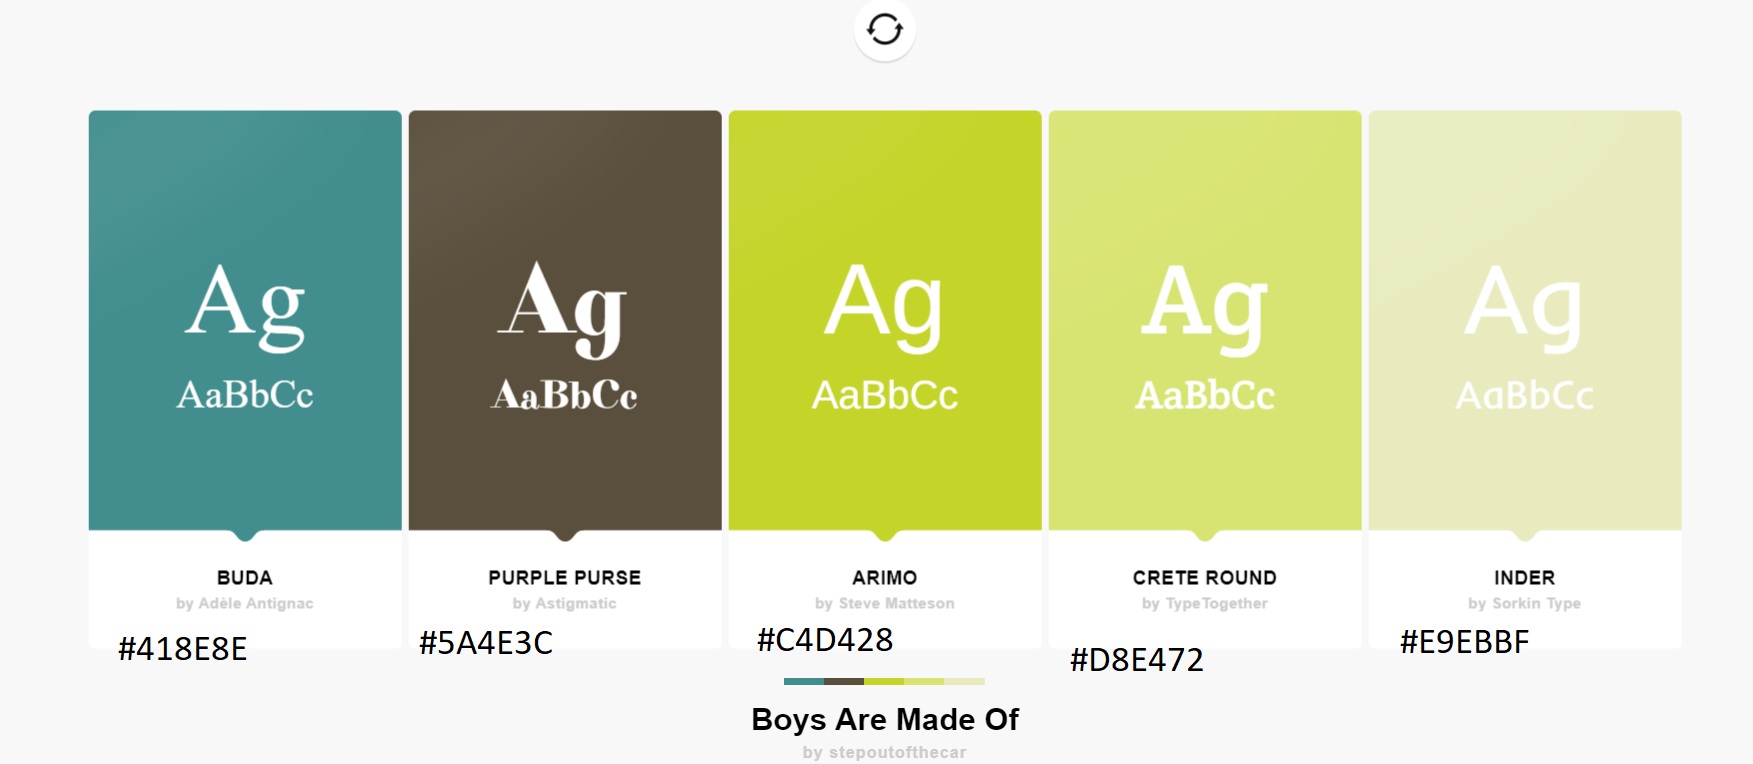 Ag
AaBbCc
BUDA
by Adèle Antignac
#418E8E
Ag
AaBbCc
PURPLE PURSE
by Astigmatic
#5A4E3C
Ag
AaBbCc
ARIMO
by Steve Matteson
#C4D428
Ag
AaBbCc
CRETE ROUND
by TypeTogether
#D8E472
Ag
AaBbCc
INDER
by Sorkin Type
#E9EBBF
Boys Are Made Of
by stepoutofthecar